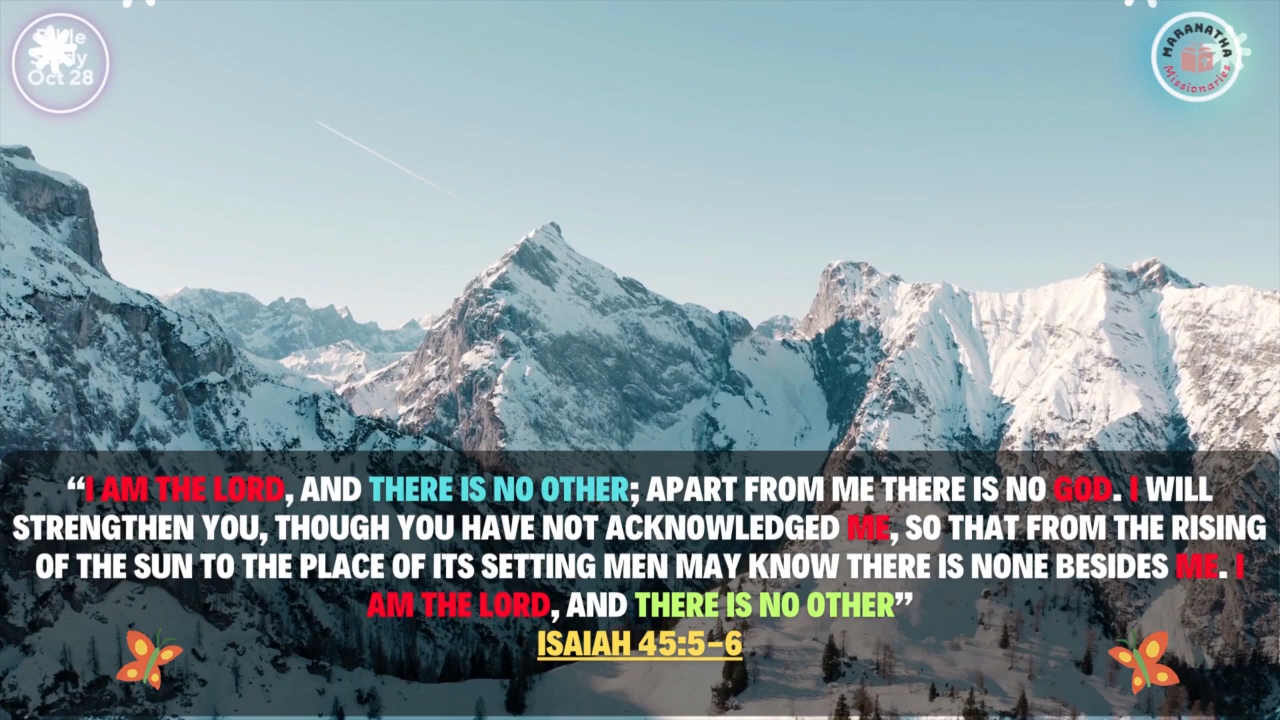 Oct 28
MARANATHA
Missionaries
“I AM THE LORD, AND THERE IS NO OTHER; APART FROM ME THERE IS NO GOD. I WILL
STRENGTHEN YOU, THOUGH YOU HAVE NOT ACKNOWLEDGED ME, SO THAT FROM THE RISING
OF THE SUN TO THE PLACE OF ITS SETTING MEN MAY KNOW THERE IS NONE BESIDES ME. I
AM THE LORD, AND THERE IS NO OTHER”
ISAIAH 45:5-6